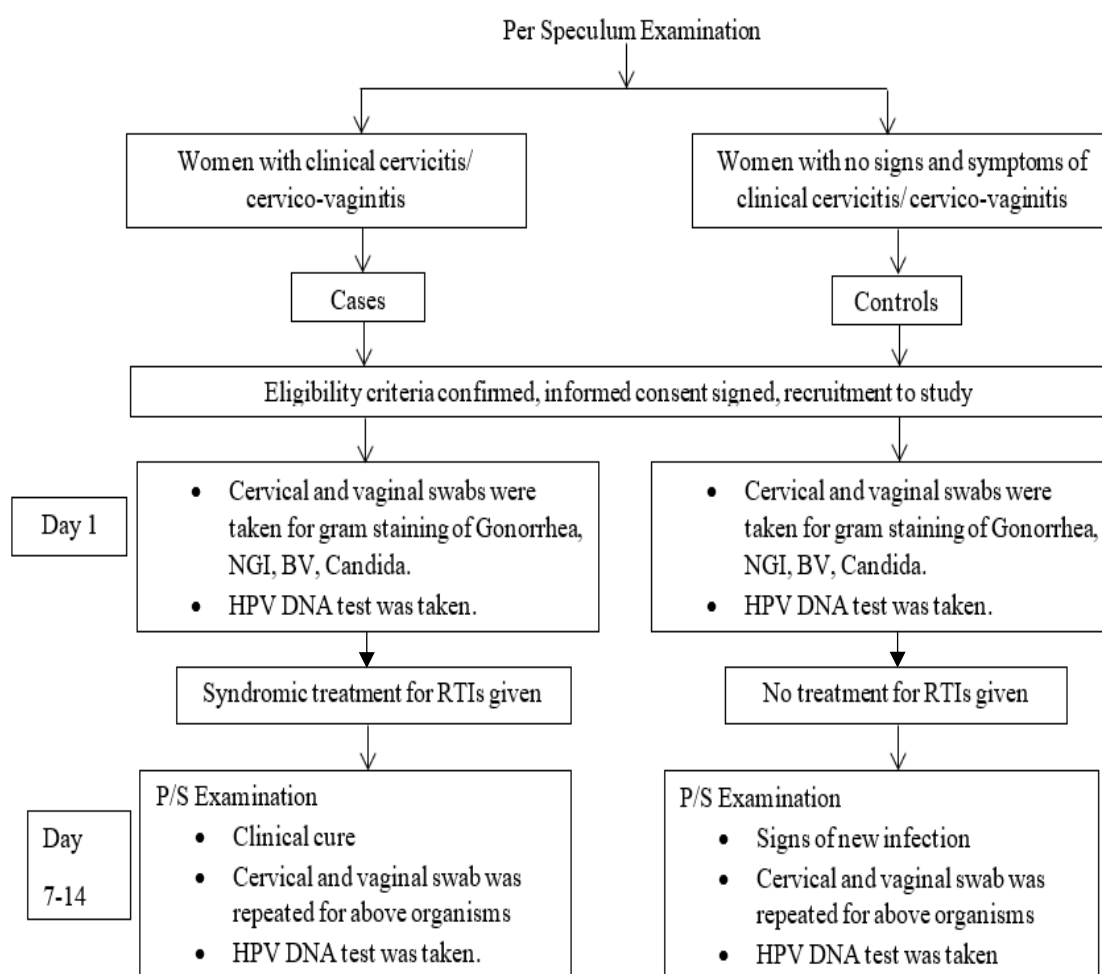 Per Speculum Examination
Women with clinical cervicitis/
cervico-vaginitis
Women with no signs and symptoms of
clinical cervicitis/ cervico-vaginitis
Cases
Controls
Eligibility criteria confirmed, informed consent signed, recruitment to study
Day 1
• Cervical and vaginal swabs were
taken for gram staining of Gonorrhea,
NGI, BV, Candida.
• HPV DNA test was taken.
• Cervical and vaginal swabs were
taken for gram staining of Gonorrhea,
NGI, BV, Candida.
• HPV DNA test was taken.
Syndromic treatment for RTIs given
No treatment for RTIs given
Day
7-14
P/S Examination
• Clinical cure
• Cervical and vaginal swab was
repeated for above organisms
• HPV DNA test was taken.
P/S Examination
• Signs of new infection
• Cervical and vaginal swab was
repeated for above organisms
• HPV DNA test was taken